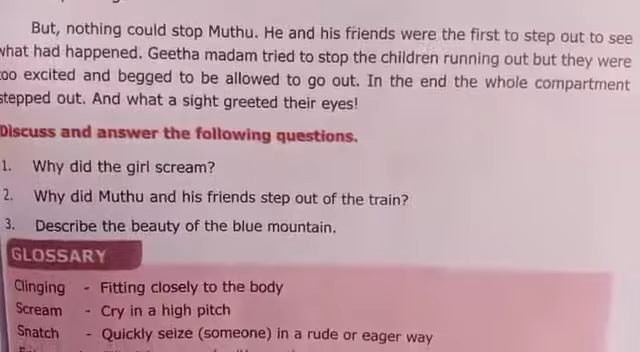 But, nothing could stop Muthu. He and his friends were the first to step out to see
what had happened. Geetha madam tried to stop the children running out but they were
too excited and begged to be allowed to go out. In the end the whole compartment
stepped out. And what a sight greeted their eyes!
Discuss and answer the following questions.
1. Why did the girl scream?
2. Why did Muthu and his friends step out of the train?
3. Describe the beauty of the blue mountain.
GLOSSARY
Clinging - Fitting closely to the body
Scream - Cry in a high pitch
Snatch - Quickly seize (someone) in a rude or eager way